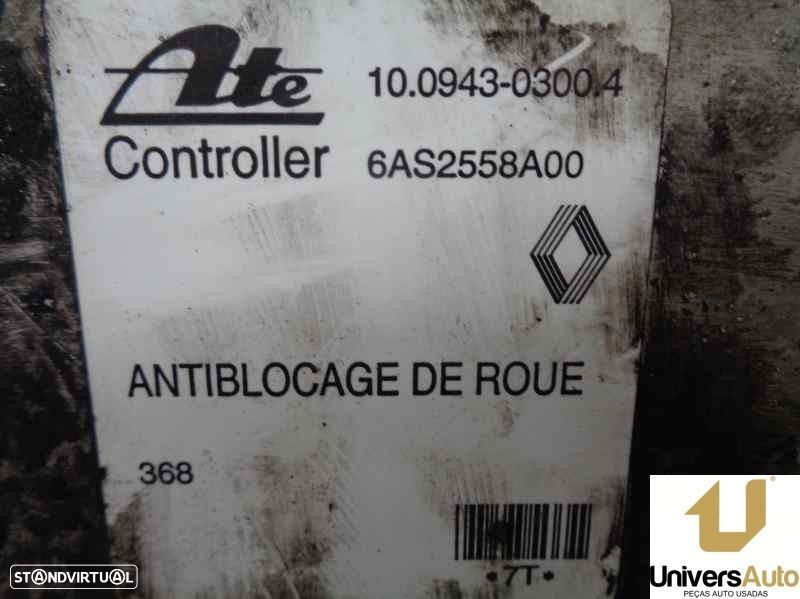 Ate 10.0943-0300.4
Controller 6AS2558A00
ANTIBLOCAGE DE ROUE
368
•7T•
STANDVIRTUAL
UniversAuto
PEÇAS AUTO USADAS